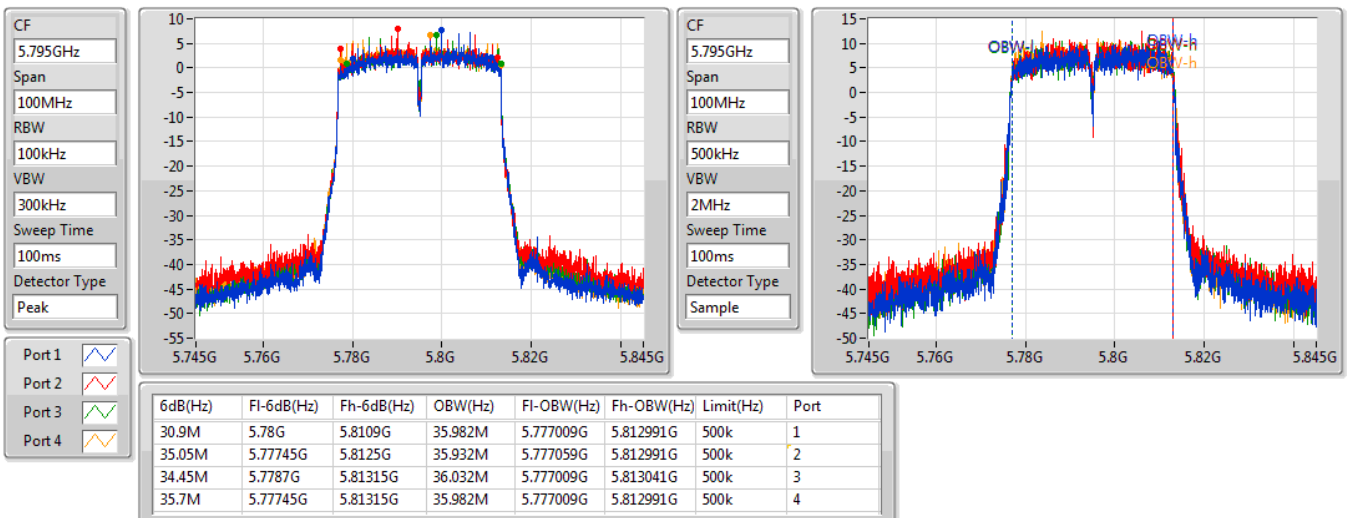 CF
5.795GHz
Span
100MHz
RBW
100kHz
VBW
300kHz
Sweep Time
100ms
Detector Type
Peak
10
5
0
-5
-10
-15
-20
-25
-30
-35
-40
-45
-50
-55
5.745G 5.76G 5.78G 5.8G 5.82G 5.845G
CF
5.795GHz
Span
100MHz
RBW
500kHz
VBW
2MHz
Sweep Time
100ms
Detector Type
Sample
15
10
5
0
-5
-10
-15
-20
-25
-30
-35
-40
-45
-50
OBW-h
OBW-h
5.745G 5.76G 5.78G 5.8G 5.82G 5.845G
Port 1
Port 2
Port 3
Port 4
6dB(Hz) Fl-6dB(Hz) Fh-6dB(Hz) OBW(Hz) Fl-OBW(Hz) Fh-OBW(Hz) Limit(Hz) Port
30.9M 5.78G 5.8109G 35.982M 5.777009G 5.812991G 500k 1
35.05M 5.77745G 5.8125G 35.932M 5.777059G 5.812991G 500k 2
34.45M 5.7787G 5.81315G 36.032M 5.777009G 5.813041G 500k 3
35.7M 5.77745G 5.81315G 35.982M 5.777009G 5.812991G 500k 4